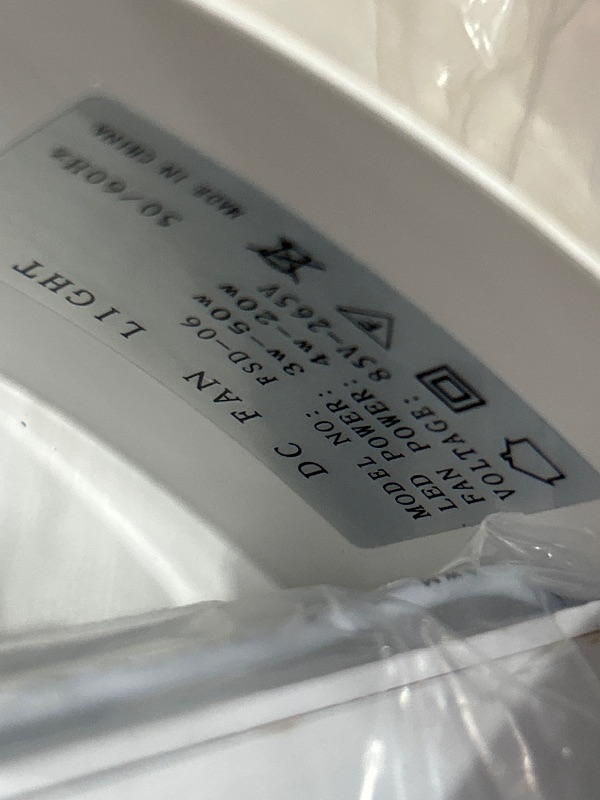 DC FAN LIGHT
MODEL NO: FSD-06
LED POWER: 3w-50w
FAN POWER: 4w-20w
VOLTAGE: 85V-265V
50/60Hz
MADE IN CHINA